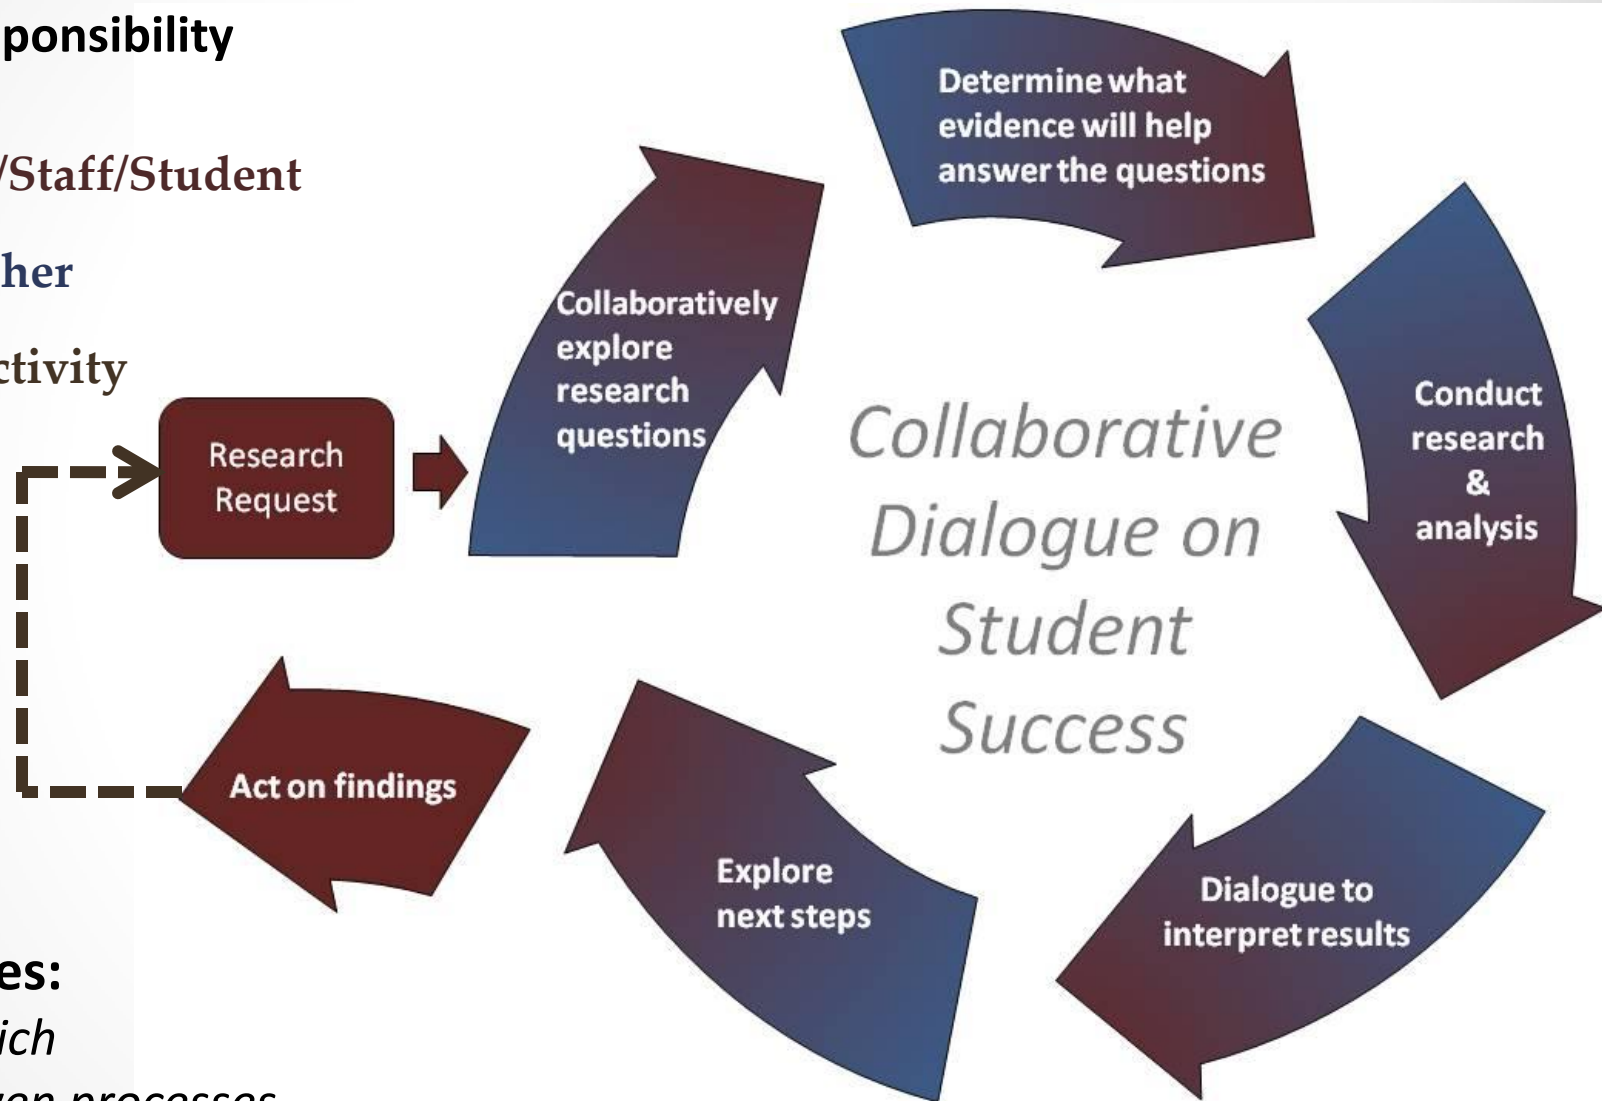 ponsibility
/Staff/Student
her
ctivity
Research
Request
Collaboratively
explore
research
questions
Determine what
evidence will help
answer the questions
Conduct
research
&
analysis
Dialogue to
interpret results
Explore
next steps
Act on findings
Collaborative
Dialogue on
Student
Success
es:
ich
ven processes